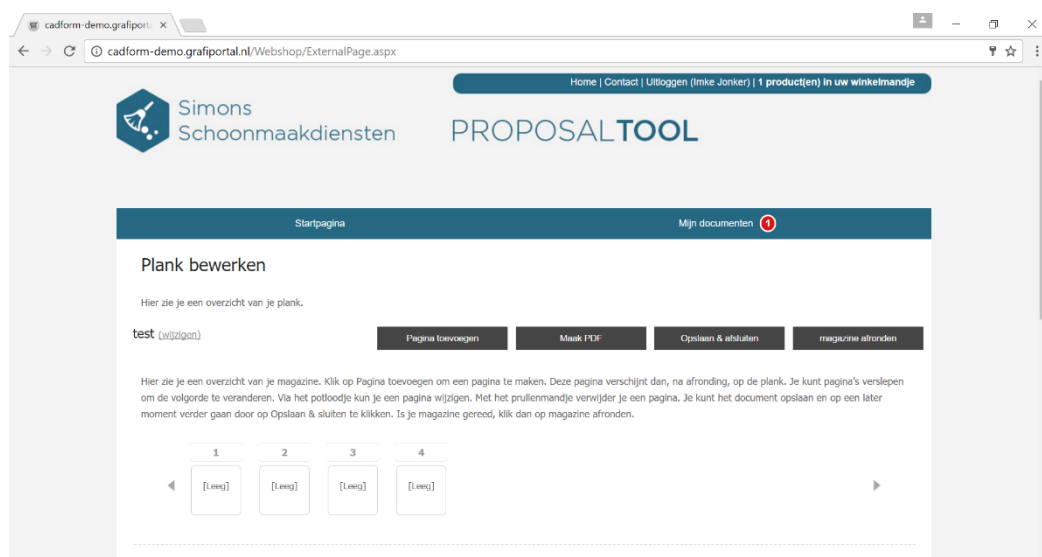 cadform-demo.grafiport
cadform-demo.grafiportal.nl/Webshop/ExternalPage.aspx
Home | Contact | Uitloggen (Imke Jonker) | 1 product(en) in uw winkelmandje
Simons
Schoonmaakdiensten
PROPOSALTOOL
Startpagina
Mijn documenten 1
Plank bewerken
Hier zie je een overzicht van je plank.
test (wijzigen)
Pagina toevoegen
Maak PDF
Opslaan & afsluiten
magazine afronden
Hier zie je een overzicht van je magazine. Klik op Pagina toevoegen om een pagina te maken. Deze pagina verschijnt dan, na afronding, op de plank. Je kunt pagina's verslepen
om de volgorde te veranderen. Via het potloodje kun je een pagina wijzigen. Met het prullenmandje verwijder je een pagina. Je kunt het document opslaan en op een later
moment verder gaan door op Opslaan & sluiten te klikken. Is je magazine gereed, klik dan op magazine afronden.
1 2 3 4
[Leeg] [Leeg] [Leeg] [Leeg]